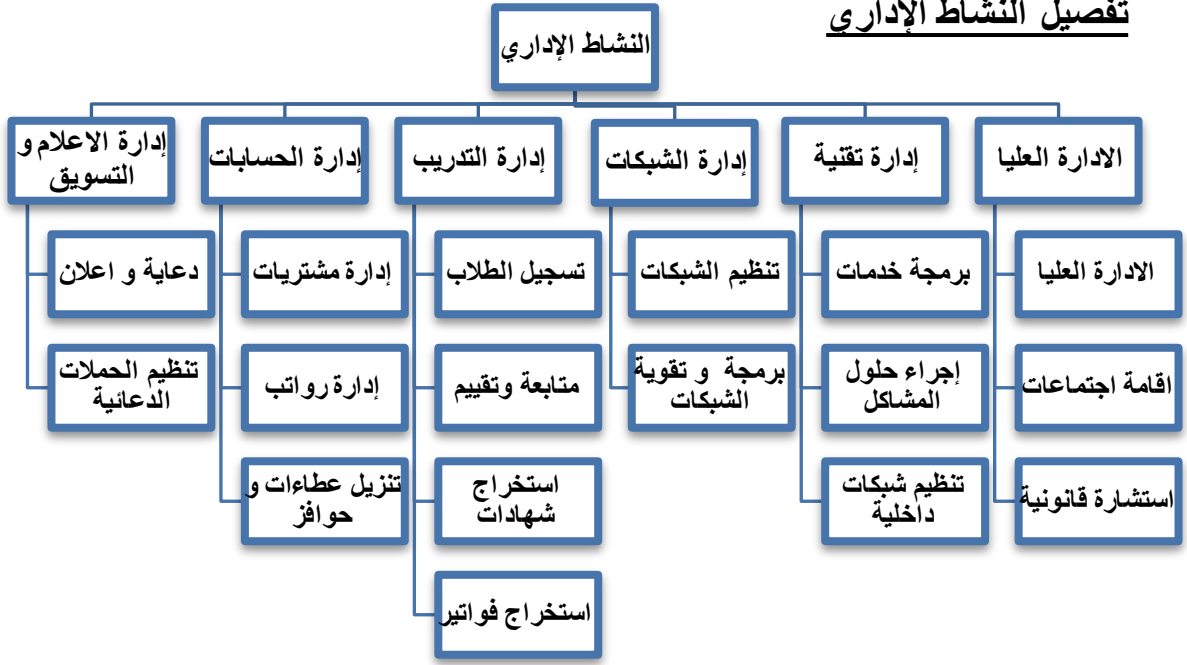 تفصيل النشاط الإداري
النشاط الإداري
الادارة العليا
إدارة تقنية
إدارة الشبكات
إدارة التدريب
إدارة الحسابات
إدارة الاعلام و
التسويق
الادارة العليا
برمجة خدمات
تنظيم الشبكات
تسجيل الطلاب
إدارة مشتريات
دعاية و اعلان
اقامة اجتماعات
إجراء حلول
المشاكل
برمجة و تقوية
الشبكات
متابعة وتقييم
إدارة رواتب
تنظيم الحملات
الدعائية
استشارة قانونية
تنظيم شبكات
داخلية
استخراج
شهادات
تنزيل عطاءات و
حوافز
استخراج فواتير